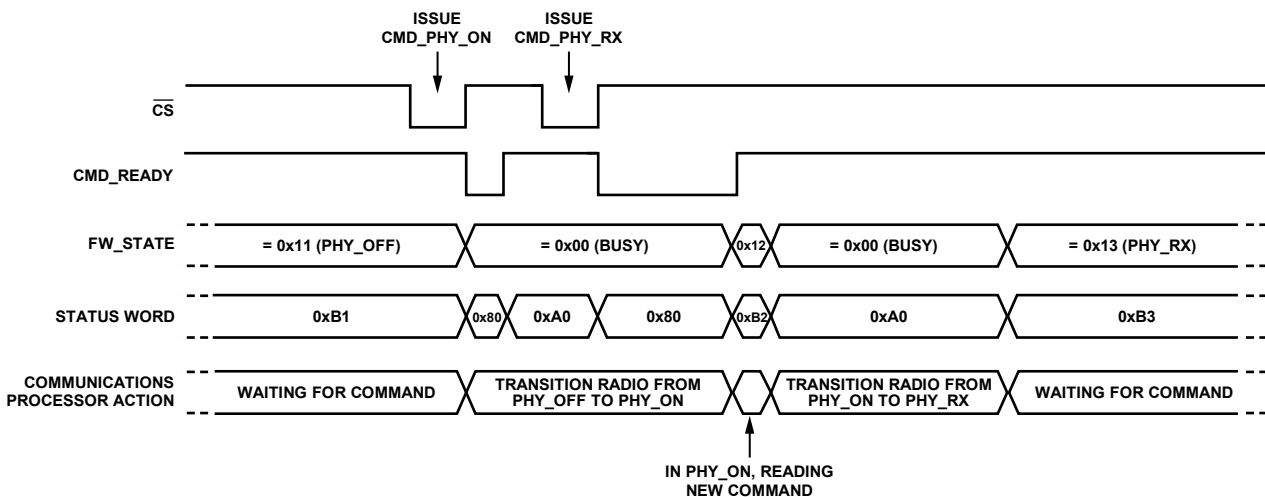 ISSUE
CMD_PHY_ON
ISSUE
CMD_PHY_RX
CS
CMD_READY
FW_STATE
= 0x11 (PHY_OFF)
= 0x00 (BUSY)
0x12
= 0x00 (BUSY)
= 0x13 (PHY_RX)
STATUS WORD
0xB1
0x80
0xA0
0x80
0xB2
0xA0
0xB3
COMMUNICATIONS
PROCESSOR ACTION
WAITING FOR COMMAND
TRANSITION RADIO FROM
PHY_OFF TO PHY_ON
TRANSITION RADIO FROM
PHY_ON TO PHY_RX
WAITING FOR COMMAND
IN PHY_ON, READING
NEW COMMAND